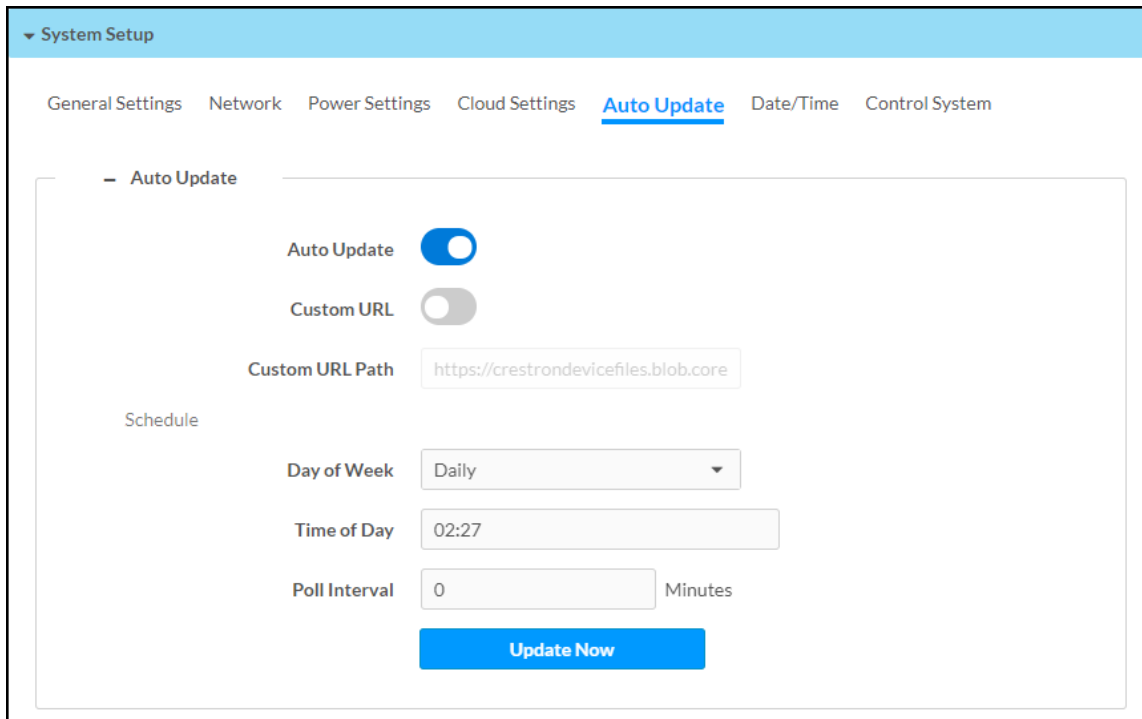 System Setup
General Settings Network Power Settings Cloud Settings Auto Update Date/Time Control System
– Auto Update
Auto Update
Custom URL
Custom URL Path https://crestrondevicefiles.blob.core
Schedule
Day of Week Daily
Time of Day 02:27
Poll Interval 0 Minutes
Update Now